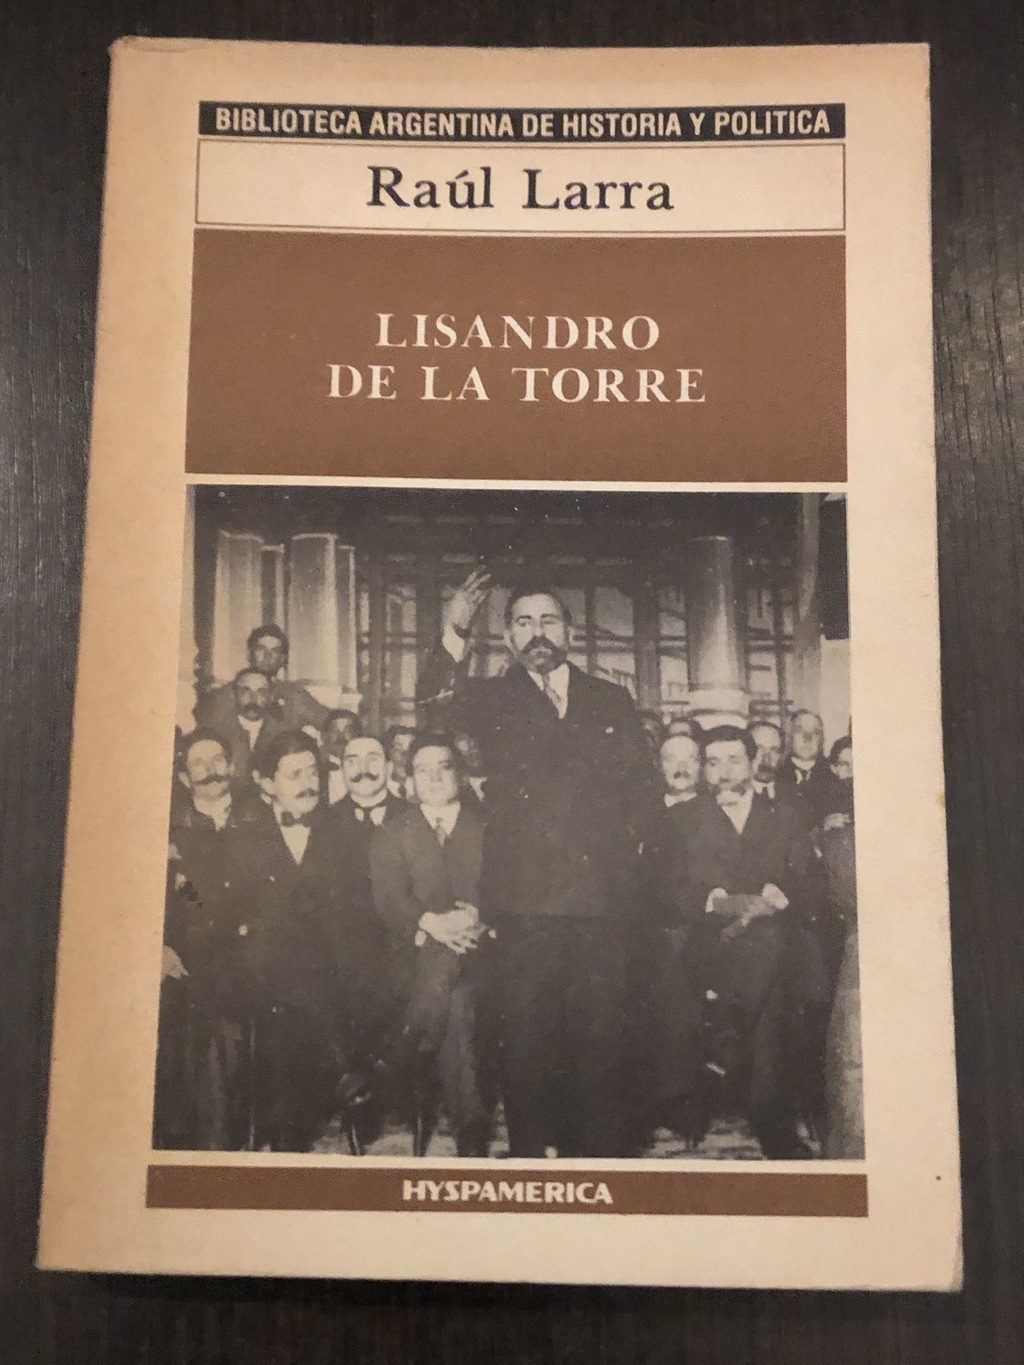 BIBLIOTECA ARGENTINA DE HISTORIA Y POLITICA
Raúl Larra
LISANDRO
DE LA TORRE
HYSPAMERICA